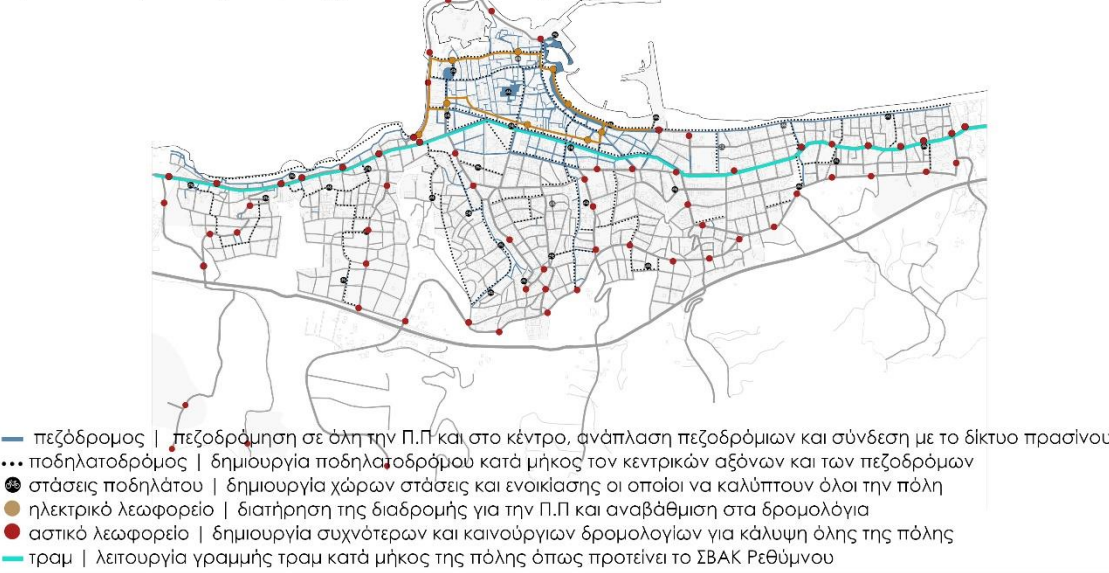 πεζόδρομος | πεζοδρόμηση σε όλη την Π.Π και στο κέντρο, ανάπλαση πεζοδρόμιων και σύνδεση με το δίκτυο πρασίνου
ποδηλατοδρόμος | δημιουργία ποδηλατοδρόμου κατά μήκος τον κεντρικών αξόνων και των πεζοδρόμων
στάσεις ποδηλάτου | δημιουργία χώρων στάσεις και ενοικίασης οι οποίοι να καλύπτουν όλοι την πόλη
ηλεκτρικό λεωφορείο | διατήρηση της διαδρομής για την Π.Π και αναβάθμιση στα δρομολόγια
αστικό λεωφορείο | δημιουργία συχνότερων και καινούργιων δρομολογίων για κάλυψη όλης της πόλης
τραμ | λειτουργία γραμμής τραμ κατά μήκος της πόλης όπως προτείνει το ΣΒΑΚ Ρεθύμνου